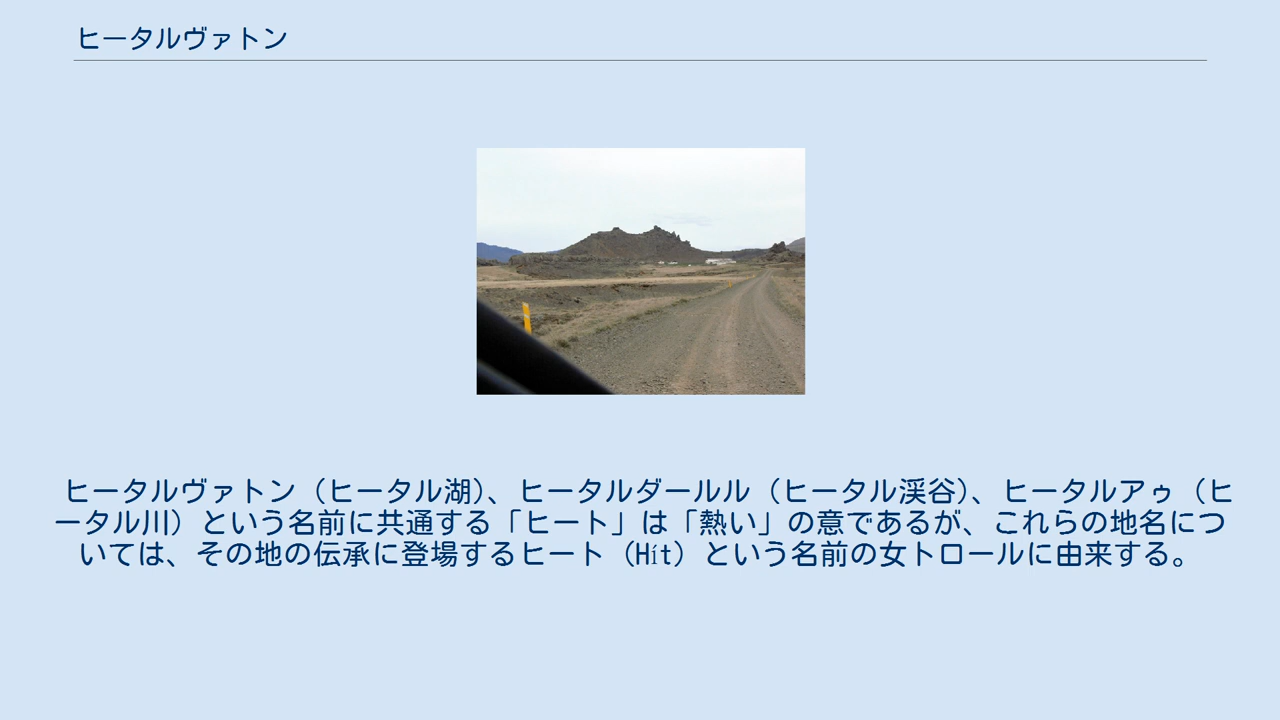 ヒータルヴァトン
ヒータルヴァトン（ヒータル湖）、ヒータルダールル（ヒータル渓谷）、ヒータルアゥ（ヒ
ータル川）という名前に共通する「ヒート」は「熱い」の意であるが、これらの地名につ
いては、その地の伝承に登場するヒート（Hít）という名前の女トロールに由来する。